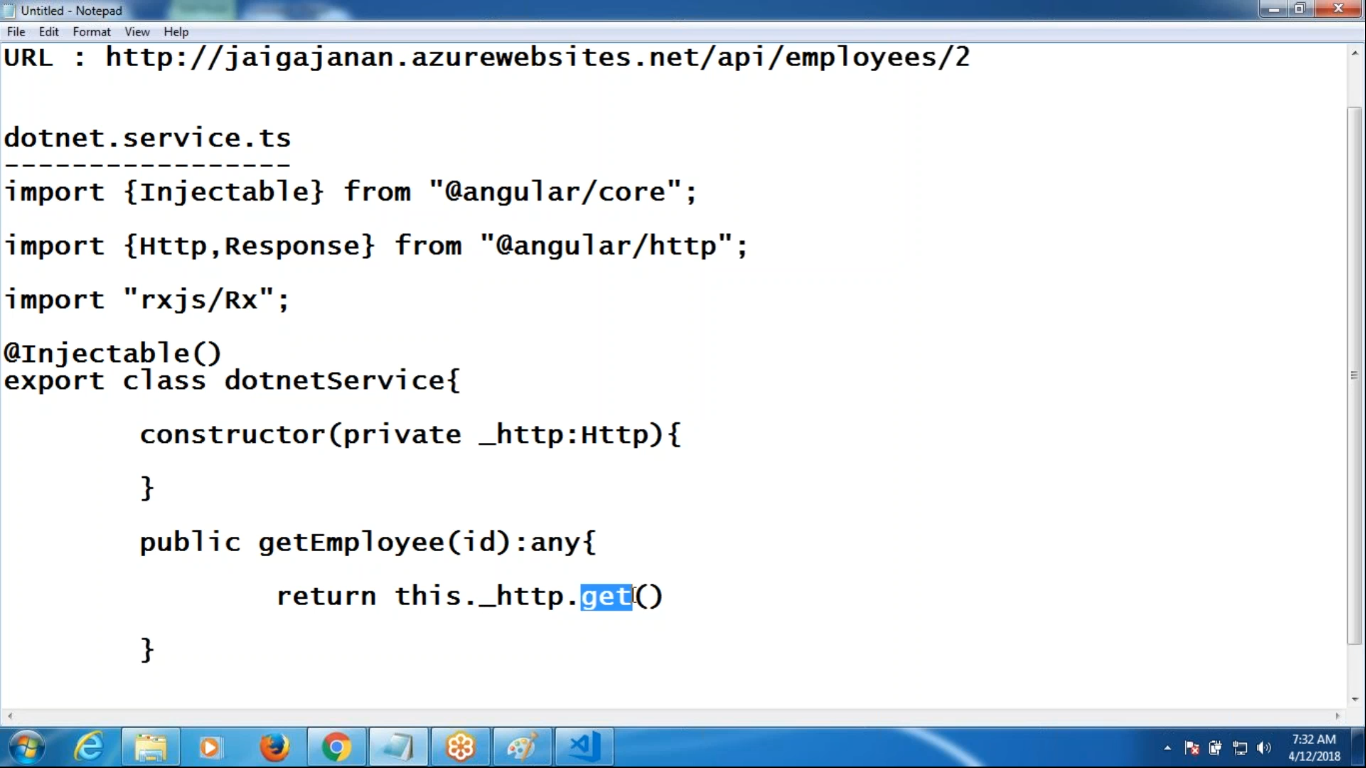 Untitled - Notepad
File Edit Format View Help
URL : http://jaigajanan.azurewebsites.net/api/employees/2
dotnet.service.ts
-----------------
import {Injectable} from "@angular/core";
import {Http,Response} from "@angular/http";
import "rxjs/Rx";
@Injectable()
export class dotnetService{
constructor(private _http:Http){
}
public getEmployee(id):any{
return this._http.get()
}
7:32 AM
4/12/2018